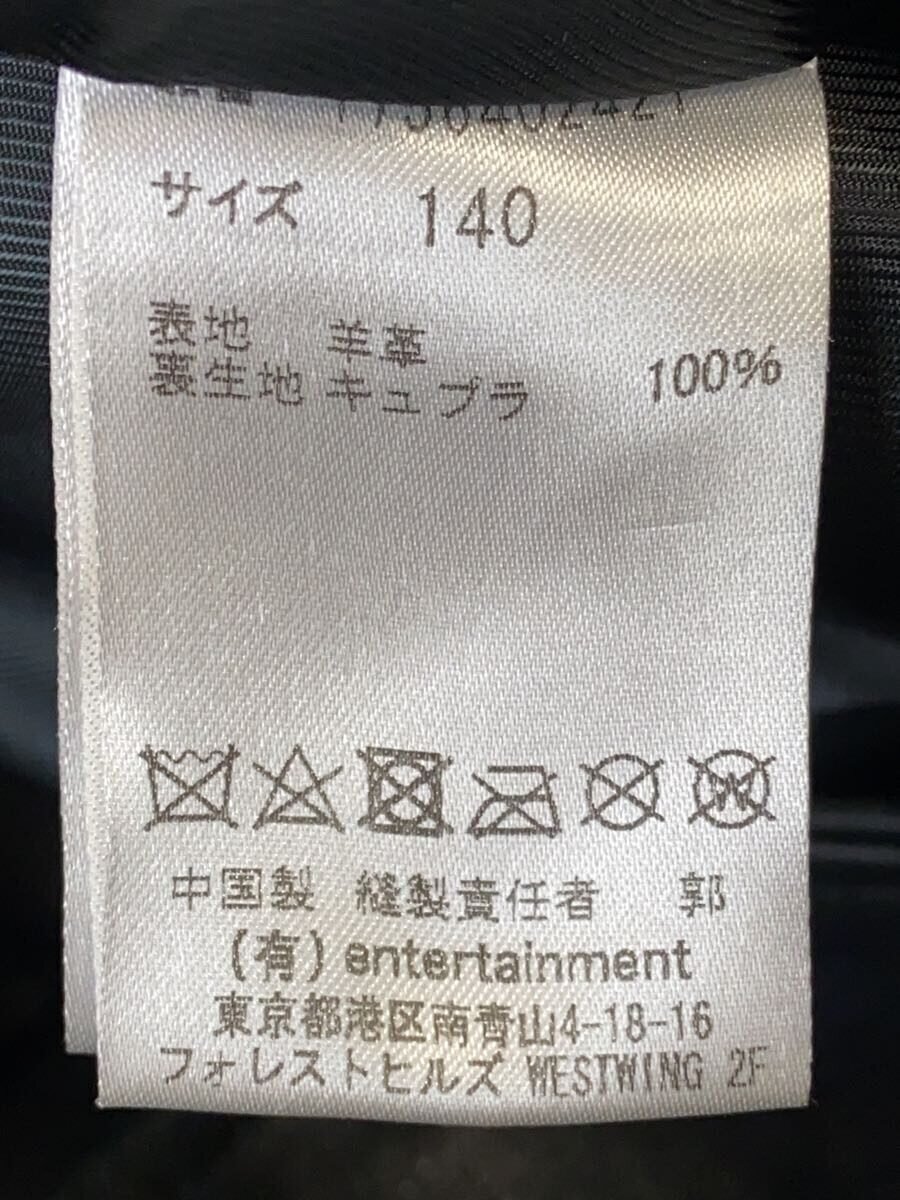 サイズ 140
表地 羊革
裏生地 キュプラ 100%
中国製 縫製責任者 郭
(有) entertainment
東京都港区南青山4-18-16
フォレストヒルズ WESTWING 2F